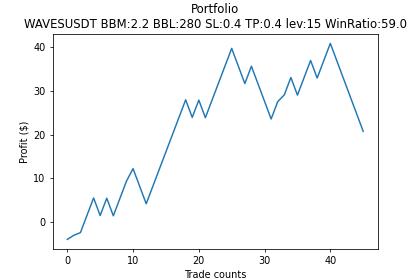 Portfolio
WAVESUSDT BBM:2.2 BBL:280 SL:0.4 TP:0.4 lev:15 WinRatio:59.0
Profit ($)
40
30
20
10
0
0 10 20 30 40
Trade counts